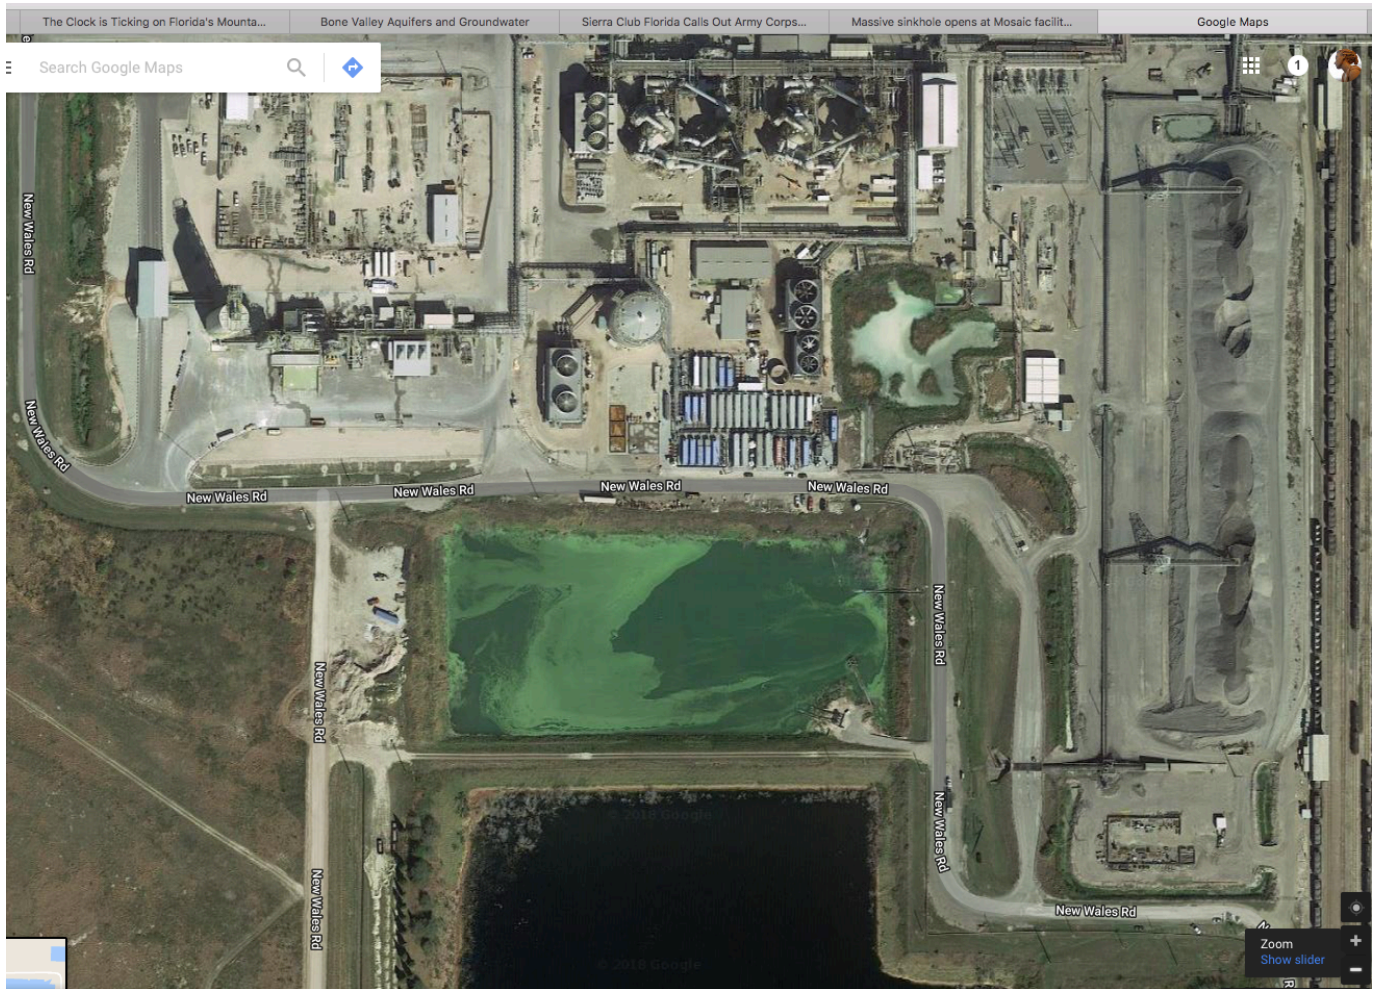 The Clock is Ticking on Florida's Mounta...
Bone Valley Aquifers and Groundwater
Sierra Club Florida Calls Out Army Corps...
Massive sinkhole opens at Mosaic facilit...
Google Maps
Search Google Maps
1
New Wales Rd
New Wales Rd
New Wales Rd
New Wales Rd
New Wales Rd
New Wales Rd
New Wales Rd
New Wales Rd
New Wales Rd
© 2018 Google
New Wales Rd
New Wales Rd
Zoom
Show slider
© 2018 Google